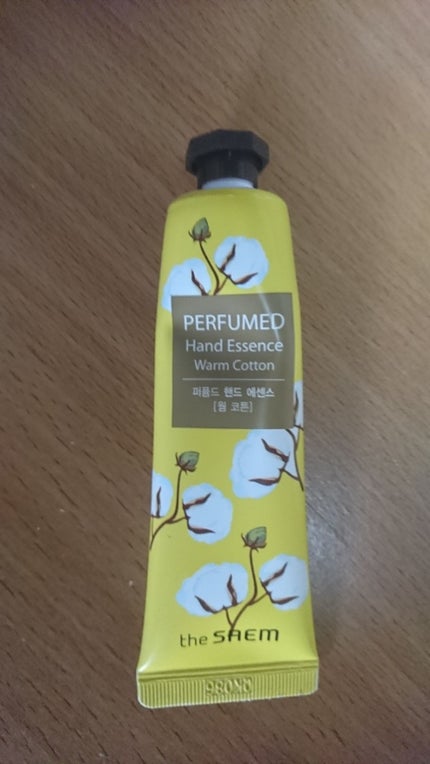 PERFUMED
Hand Essence
Warm Cotton
퍼퓸드 핸드 에센스
[웜 코튼]
the SAEM